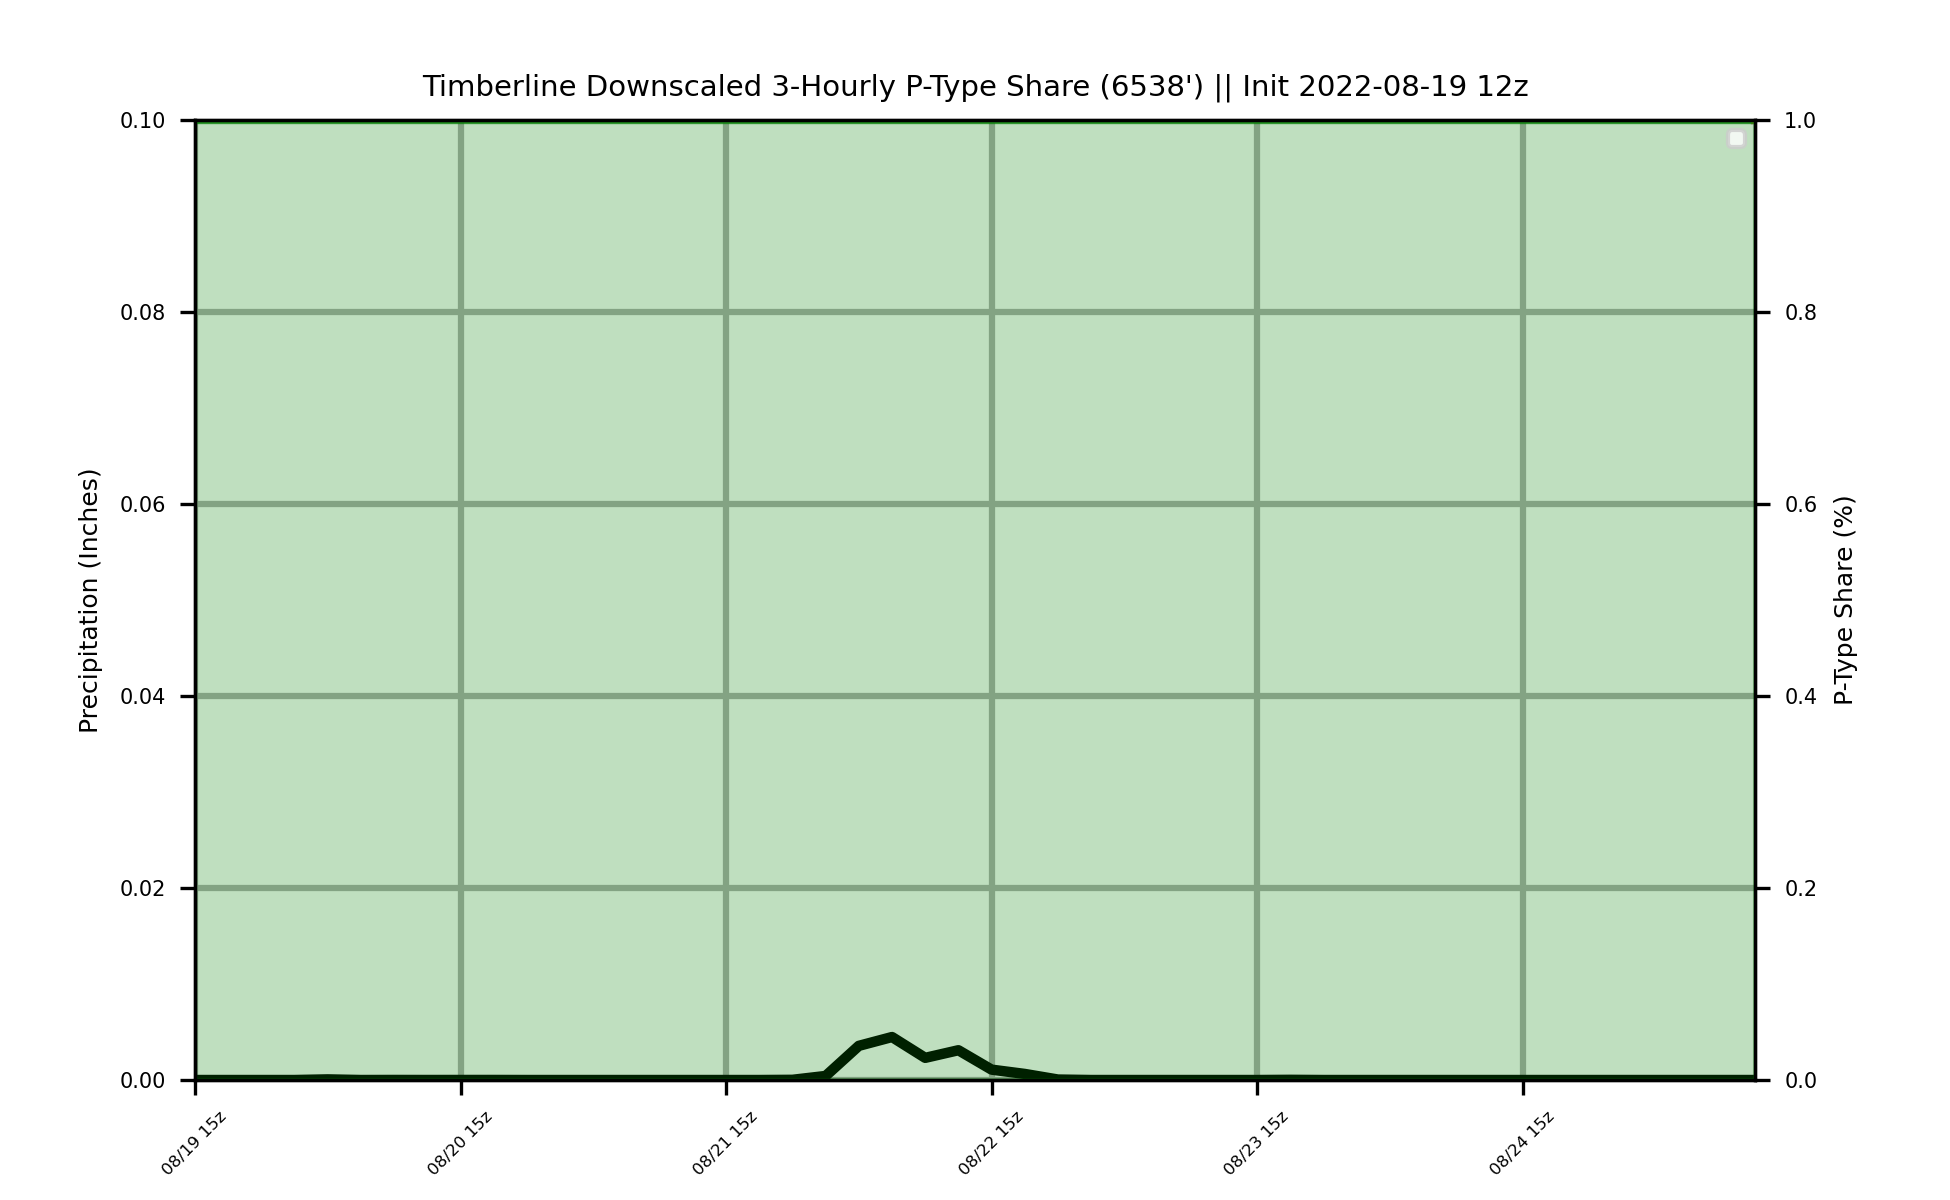 Timberline Downscaled 3-Hourly P-Type Share (6538') || Init 2022-08-19 12z
Precipitation (Inches)
0.10
0.08
0.06
0.04
0.02
0.00
1.0
0.8
0.6
0.4
0.2
0.0
P-Type Share (%)
08/19 15z
08/20 15z
08/21 15z
08/22 15z
08/23 15z
08/24 15z